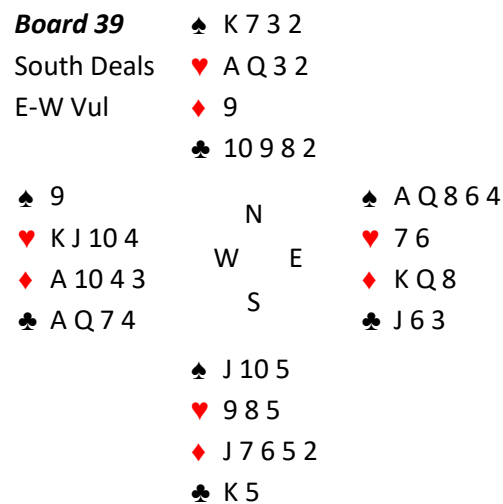 Board 39
South Deals
E-W Vul
♠ K 7 3 2
♥ A Q 3 2
♦ 9
♣ 10 9 8 2
♠ 9
♥ K J 10 4
♦ A 10 4 3
♣ A Q 7 4
N
W E
S
♠ A Q 8 6 4
♥ 7 6
♦ K Q 8
♣ J 6 3
♠ J 10 5
♥ 9 8 5
♦ J 7 6 5 2
♣ K 5